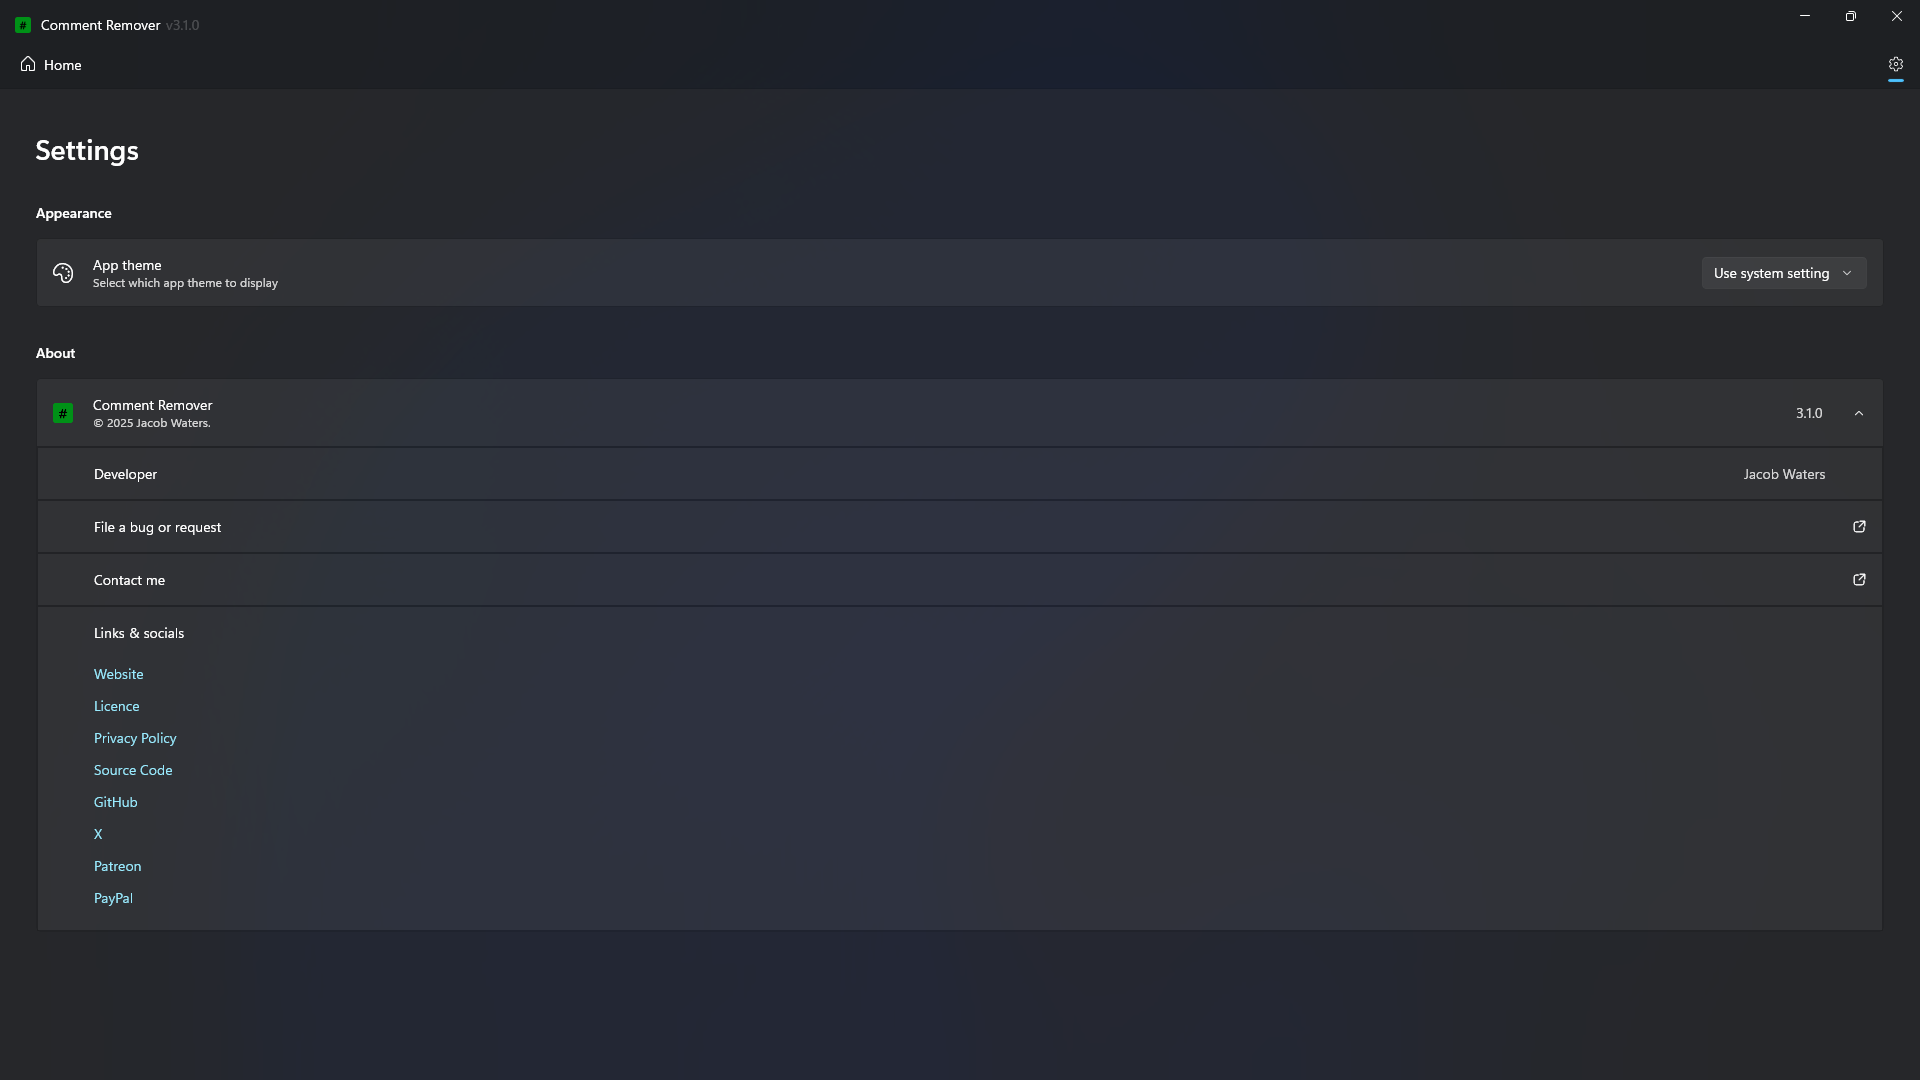 # Comment Remover v3.1.0
Home
Settings
Appearance
App theme
Select which app theme to display
Use system setting
About
# Comment Remover
© 2025 Jacob Waters.
3.1.0
Developer
Jacob Waters
File a bug or request
Contact me
Links & socials
Website
Licence
Privacy Policy
Source Code
GitHub
X
Patreon
PayPal